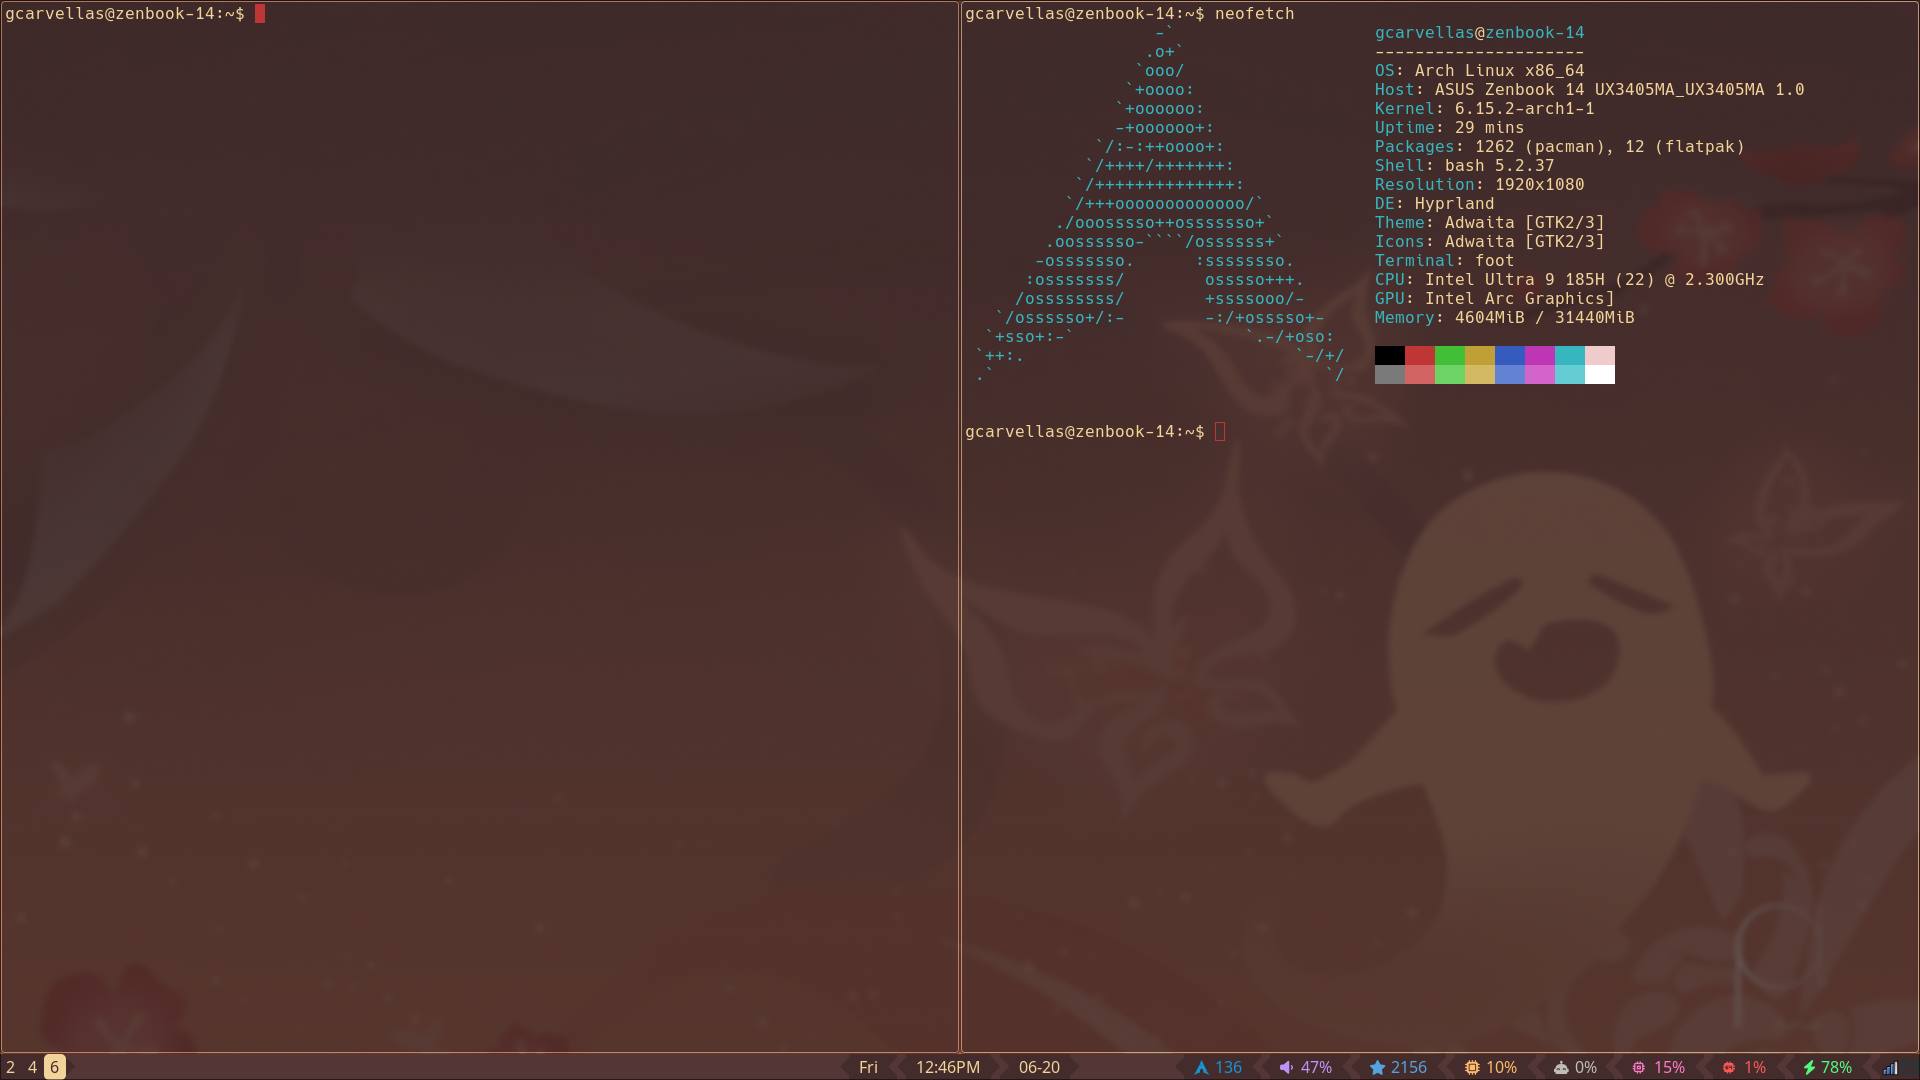 gcarvellas@zenbook-14:~$
gcarvellas@zenbook-14:~$ neofetch
-`
.o+`
`ooo/
`+oooo:
`+oooooo:
-+oooooo+:
`/:-:++oooo+:
`/++++/+++++++:
`/++++++++++++++:
`/+++ooooooooooooo/`
./ooosssso++osssssso+`
.oossssso-````/ossssss+`
-osssssso.      :ssssssso.
:osssssss/        osssso+++.
/ossssssss/        +ssssooo/-
`/ossssso+/:-        -:/+osssso+-
`+sso+:-`                 `.-/+oso:
`++:.                           `-/+/
.`                                 `/
gcarvellas@zenbook-14
---------------------
OS: Arch Linux x86_64
Host: ASUS Zenbook 14 UX3405MA_UX3405MA 1.0
Kernel: 6.15.2-arch1-1
Uptime: 29 mins
Packages: 1262 (pacman), 12 (flatpak)
Shell: bash 5.2.37
Resolution: 1920x1080
DE: Hyprland
Theme: Adwaita [GTK2/3]
Icons: Adwaita [GTK2/3]
Terminal: foot
CPU: Intel Ultra 9 185H (22) @ 2.300GHz
GPU: Intel Arc Graphics]
Memory: 4604MiB / 31440MiB
gcarvellas@zenbook-14:~$
2 4 6 Fri 12:46PM 06-20 136 47% 2156 10% 0% 15% 1% 78%